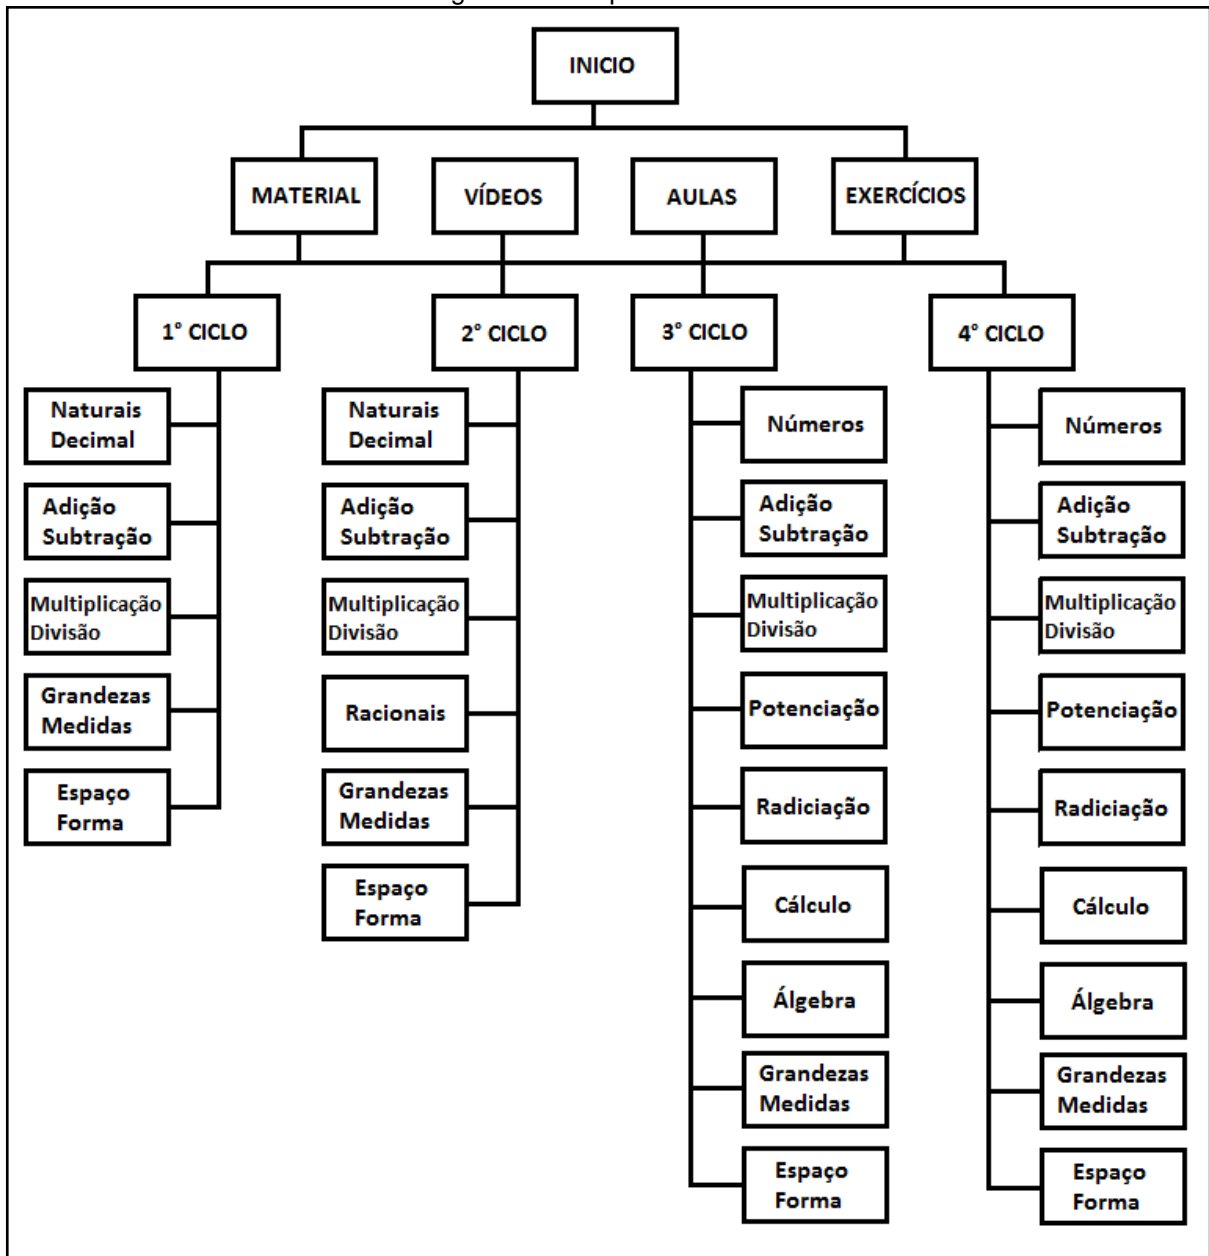 INICIO
MATERIAL
VÍDEOS
AULAS
EXERCÍCIOS
1° CICLO
2° CICLO
3° CICLO
4° CICLO
Naturais
Decimal
Adição
Subtração
Multiplicação
Divisão
Grandezas
Medidas
Espaço
Forma
Naturais
Decimal
Adição
Subtração
Multiplicação
Divisão
Racionais
Grandezas
Medidas
Espaço
Forma
Números
Adição
Subtração
Multiplicação
Divisão
Potenciação
Radiciação
Cálculo
Álgebra
Grandezas
Medidas
Espaço
Forma
Números
Adição
Subtração
Multiplicação
Divisão
Potenciação
Radiciação
Cálculo
Álgebra
Grandezas
Medidas
Espaço
Forma